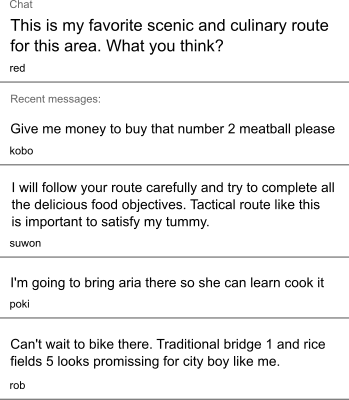 Chat
This is my favorite scenic and culinary route
for this area. What you think?
red
Recent messages:
Give me money to buy that number 2 meatball please
kobo
I will follow your route carefully and try to complete all
the delicious food objectives. Tactical route like this
is important to satisfy my tummy.
suwon
I'm going to bring aria there so she can learn cook it
poki
Can't wait to bike there. Traditional bridge 1 and rice
fields 5 looks promissing for city boy like me.
rob